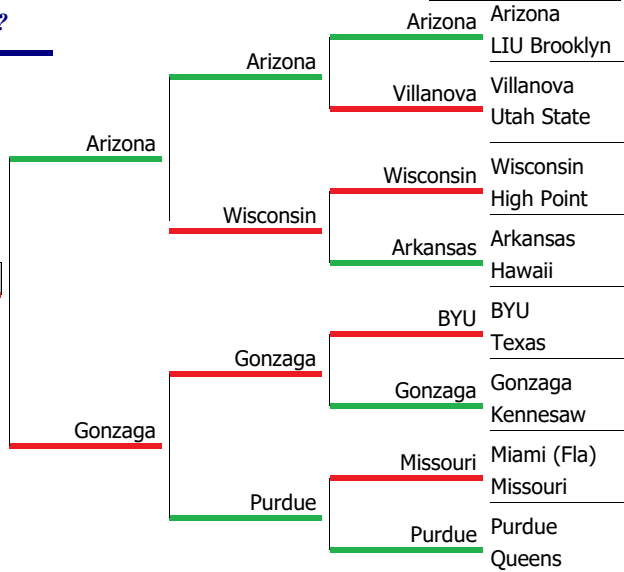 ?
Arizona
Gonzaga
Arizona
Wisconsin
Gonzaga
Purdue
Arizona
Villanova
Wisconsin
Arkansas
BYU
Gonzaga
Missouri
Purdue
Arizona
LIU Brooklyn
Villanova
Utah State
Wisconsin
High Point
Arkansas
Hawaii
BYU
Texas
Gonzaga
Kennesaw
Miami (Fla)
Missouri
Purdue
Queens